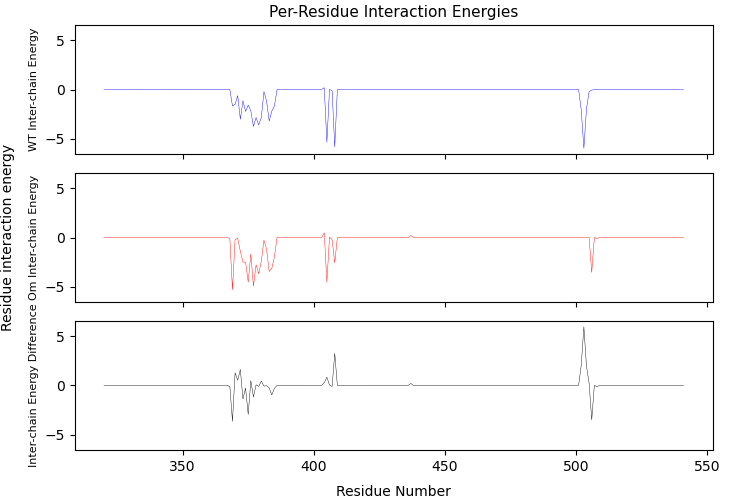 Per-Residue Interaction Energies
Residue interaction energy
WT Inter-chain Energy
5
0
−5
Om Inter-chain Energy
5
0
−5
Inter-chain Energy Difference
5
0
−5
350
400
450
500
550
Residue Number